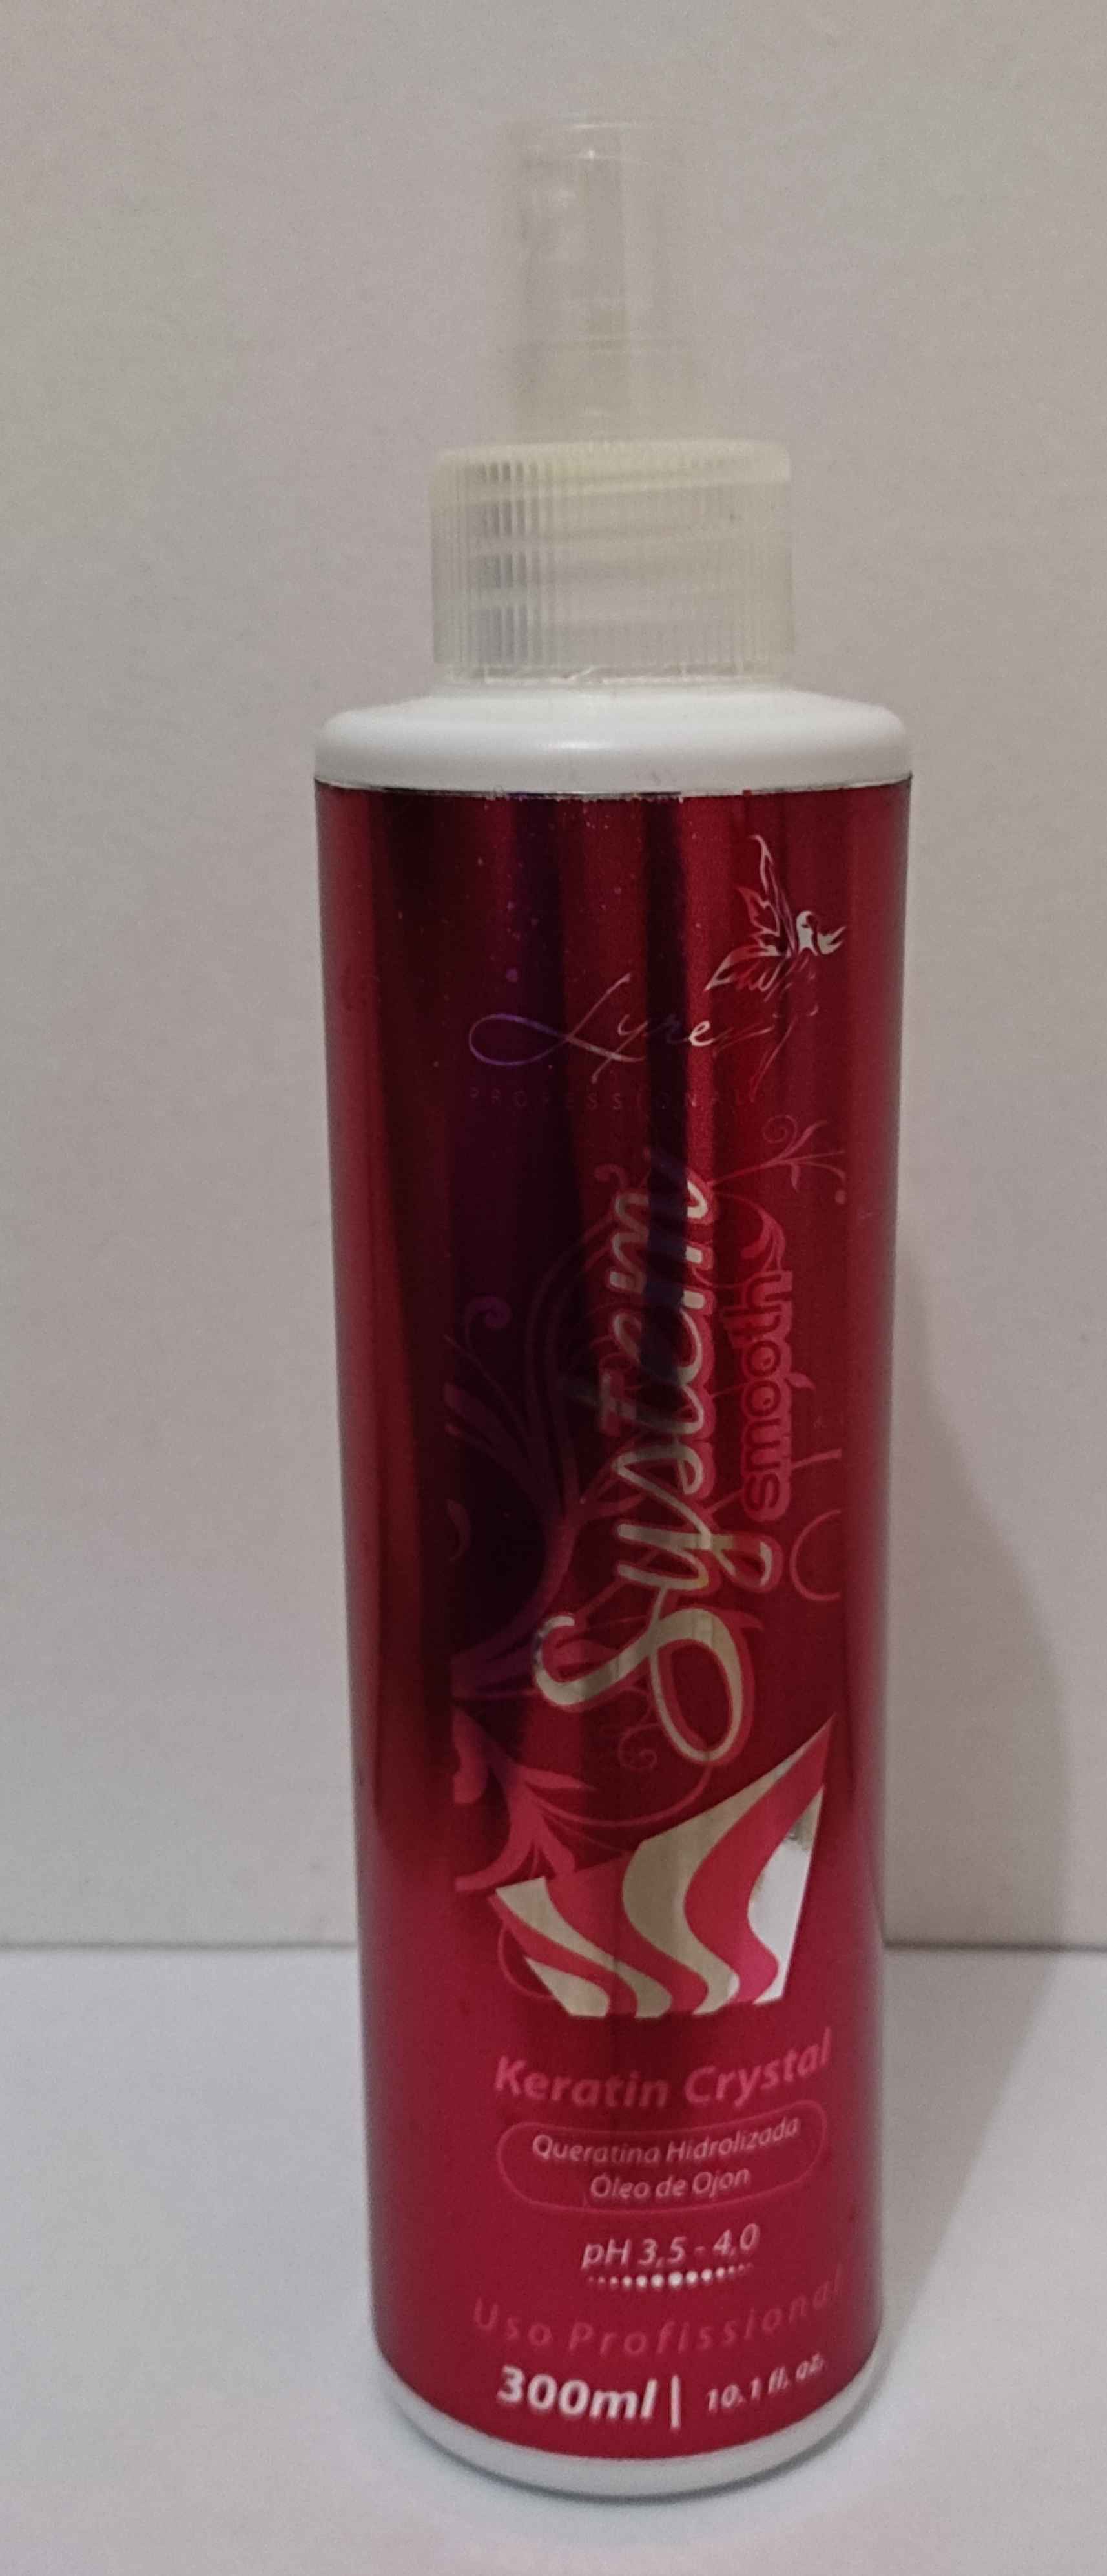 Lyre
PROFESSIONAL
System
smooth
Keratin Crystal
Queratina Hidrolizada
Óleo de Ojon
pH 3,5 - 4,0
Uso Profissional
300ml | 10.1 fl. oz.